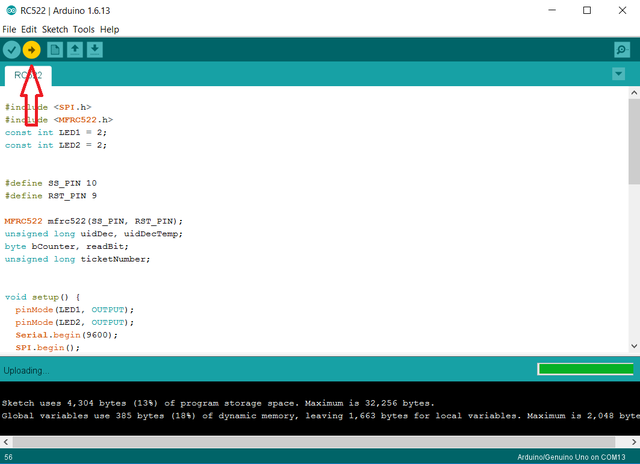 RC522 | Arduino 1.6.13
File Edit Sketch Tools Help
RC522
#include <SPI.h>
#include <MFRC522.h>
const int LED1 = 2;
const int LED2 = 2;
#define SS_PIN 10
#define RST_PIN 9
MFRC522 mfrc522(SS_PIN, RST_PIN);
unsigned long uidDec, uidDecTemp;
byte bCounter, readBit;
unsigned long ticketNumber;
void setup() {
pinMode(LED1, OUTPUT);
pinMode(LED2, OUTPUT);
Serial.begin(9600);
SPI.begin();
Uploading...
Sketch uses 4,304 bytes (13%) of program storage space. Maximum is 32,256 bytes.
Global variables use 385 bytes (18%) of dynamic memory, leaving 1,663 bytes for local variables. Maximum is 2,048 byte
56 Arduino/Genuino Uno on COM13